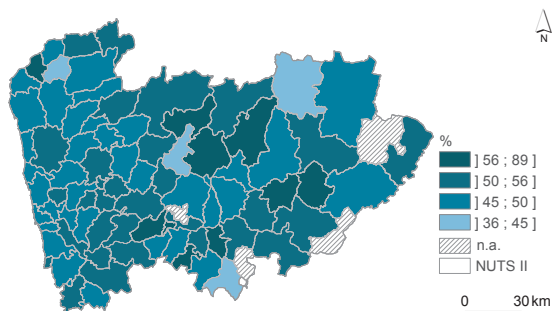 N
%
] 56 ; 89 ]
] 50 ; 56 ]
] 45 ; 50 ]
] 36 ; 45 ]
n.a.
NUTS II
0 30 km